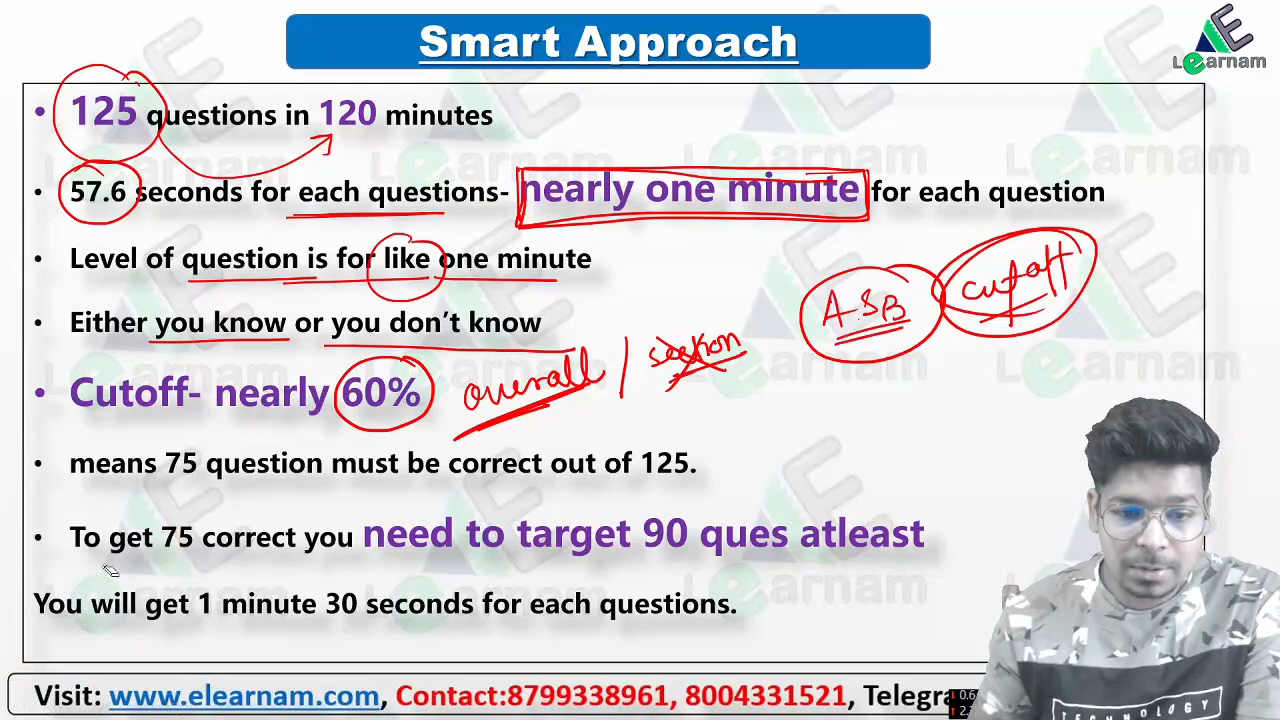 Smart Approach
E
Learnam
• 125 questions in 120 minutes
• 57.6 seconds for each questions- nearly one minute for each question
• Level of question is for like one minute
A.S.B cutoff
• Either you know or you don't know
• Cutoff- nearly 60% overall / section
• means 75 question must be correct out of 125.
• To get 75 correct you need to target 90 ques atleast
You will get 1 minute 30 seconds for each questions.
Visit: www.elearnam.com, Contact:8799338961, 8004331521, Telegra
TECHNOLOGY